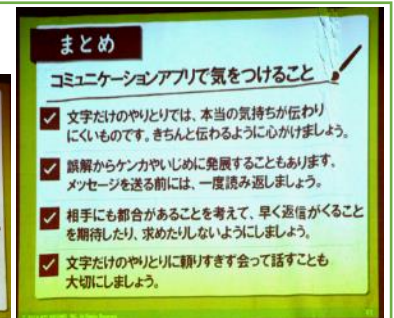 まとめ
コミュニケーションアプリで気をつけること
文字だけのやりとりでは、本当の気持ちが伝わり
にくいものです。きちんと伝わるように心がけましょう。
誤解からケンカやいじめに発展することもあります。
メッセージを送る前には、一度読み返しましょう。
相手にも都合があることを考えて、早く返信がくること
を期待したり、求めたりしないようにしましょう。
文字だけのやりとりに頼りすぎず会って話すことも
大切にしましょう。